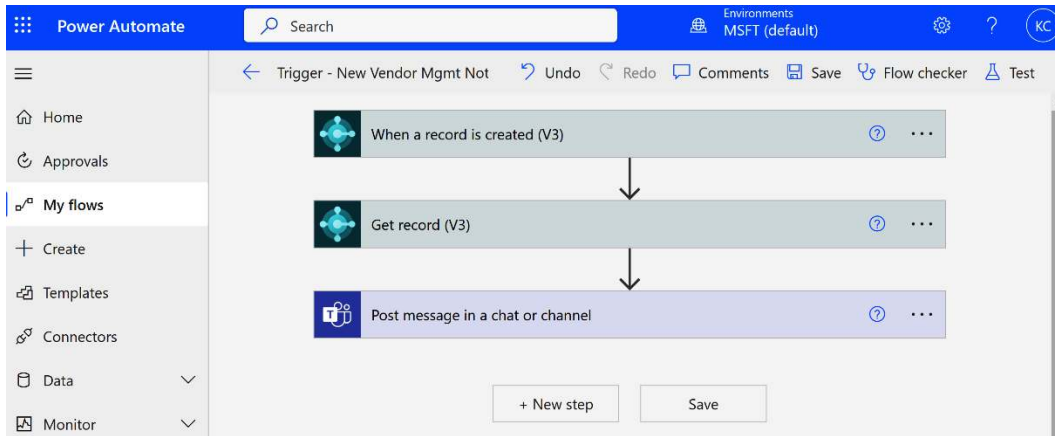 Power Automate
Search
Environments
MSFT (default)
?
KC
Trigger - New Vendor Mgmt Not
Undo
Redo
Comments
Save
Flow checker
Test
Home
Approvals
My flows
Create
Templates
Connectors
Data
Monitor
When a record is created (V3)
?
Get record (V3)
?
T
Post message in a chat or channel
?
+ New step
Save